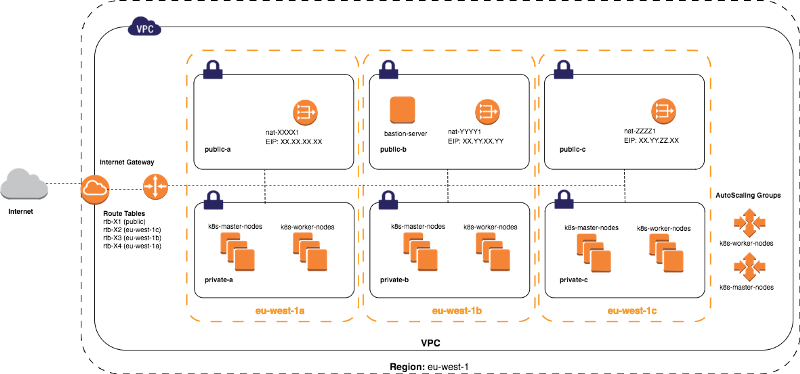 VPC
nat-XXXX1
EIP: XX.XX.XX.XX
public-a
bastion-server
nat-YYYY1
EIP: XX.YY.XX.YY
public-b
nat-ZZZZ1
EIP: XX.YY.ZZ.XX
public-c
Internet
Internet Gateway
Route Tables
rtb-X1 (public)
rtb-X2 (eu-west-1c)
rtb-X3 (eu-west-1b)
rtb-X4 (eu-west-1a)
k8s-master-nodes
k8s-worker-nodes
private-a
k8s-master-nodes
k8s-worker-nodes
private-b
k8s-master-nodes
k8s-worker-nodes
private-c
AutoScaling Groups
k8s-worker-nodes
k8s-master-nodes
eu-west-1a
eu-west-1b
eu-west-1c
VPC
Region: eu-west-1